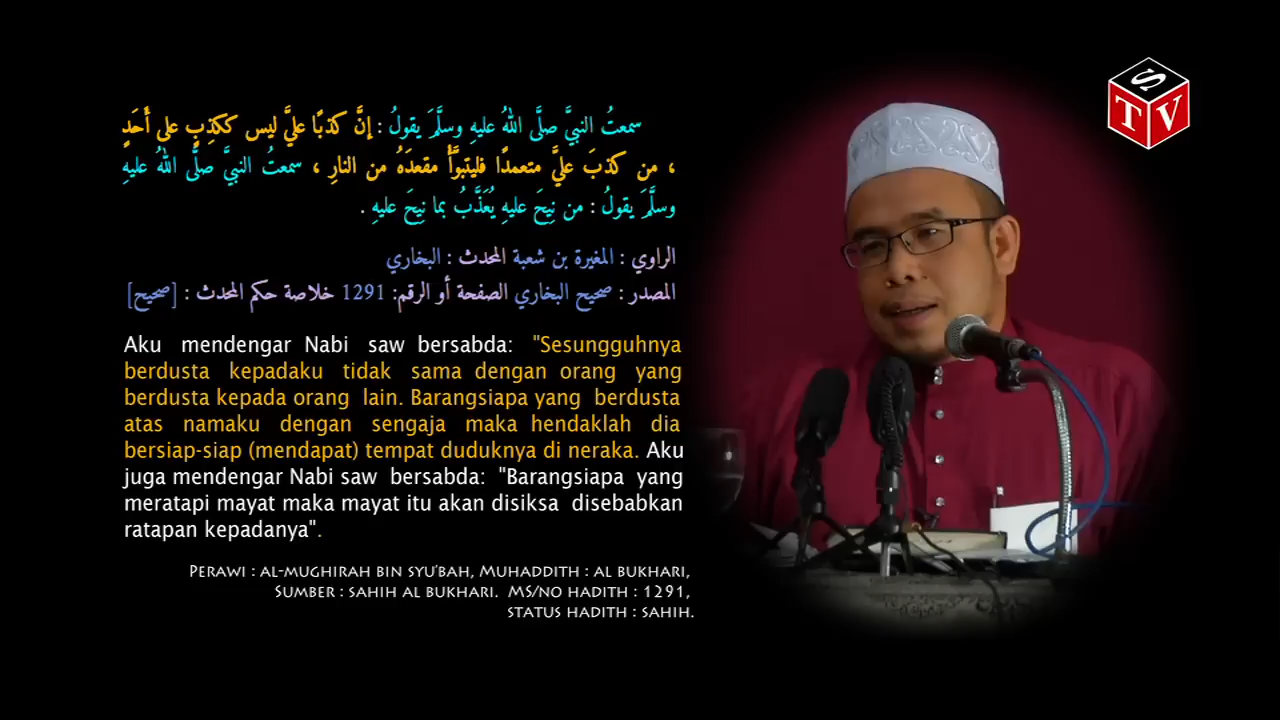 سمعتُ النبيَّ صلَّى اللهُ عليهِ وسلَّمَ يقولُ : إنَّ كذبًا عليَّ ليس ككذِبٍ على أَحَدٍ
، من كذبَ عليَّ متعمدًا فليتبوَّأْ مقعدَهُ من النارِ ، سمعتُ النبيَّ صلَّى اللهُ عليهِ
وسلَّمَ يقولُ : من نِيحَ عليهِ يُعَذَّبُ بما نِيحَ عليهِ .
الراوي : المغيرة بن شعبة المحدث : البخاري
المصدر : صحيح البخاري الصفحة أو الرقم: 1291 خلاصة حكم المحدث : [صحيح]
Aku mendengar Nabi saw bersabda: "Sesungguhnya
berdusta kepadaku tidak sama dengan orang yang
berdusta kepada orang lain. Barangsiapa yang berdusta
atas namaku dengan sengaja maka hendaklah dia
bersiap-siap (mendapat) tempat duduknya di neraka. Aku
juga mendengar Nabi saw bersabda: "Barangsiapa yang
meratapi mayat maka mayat itu akan disiksa disebabkan
ratapan kepadanya".
Perawi : al-mughirah bin syu'bah, Muhaddith : al bukhari,
Sumber : sahih al bukhari. MS/no hadith : 1291,
status hadith : sahih.
S
T V